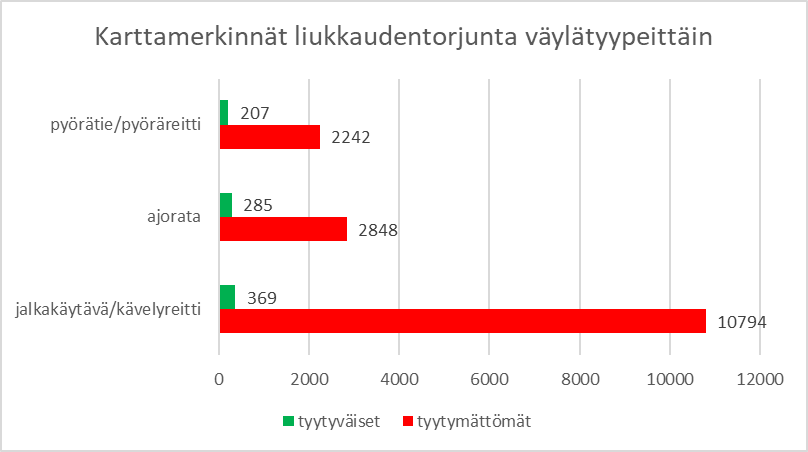 Karttamerkinnät liukkaudentorjunta väylätyypeittäin
pyörätie/pyöräreitti
207
2242
ajorata
285
2848
jalkakäytävä/kävelyreitti
369
10794
0 2000 4000 6000 8000 10000 12000
tyytyväiset tyytymättömät